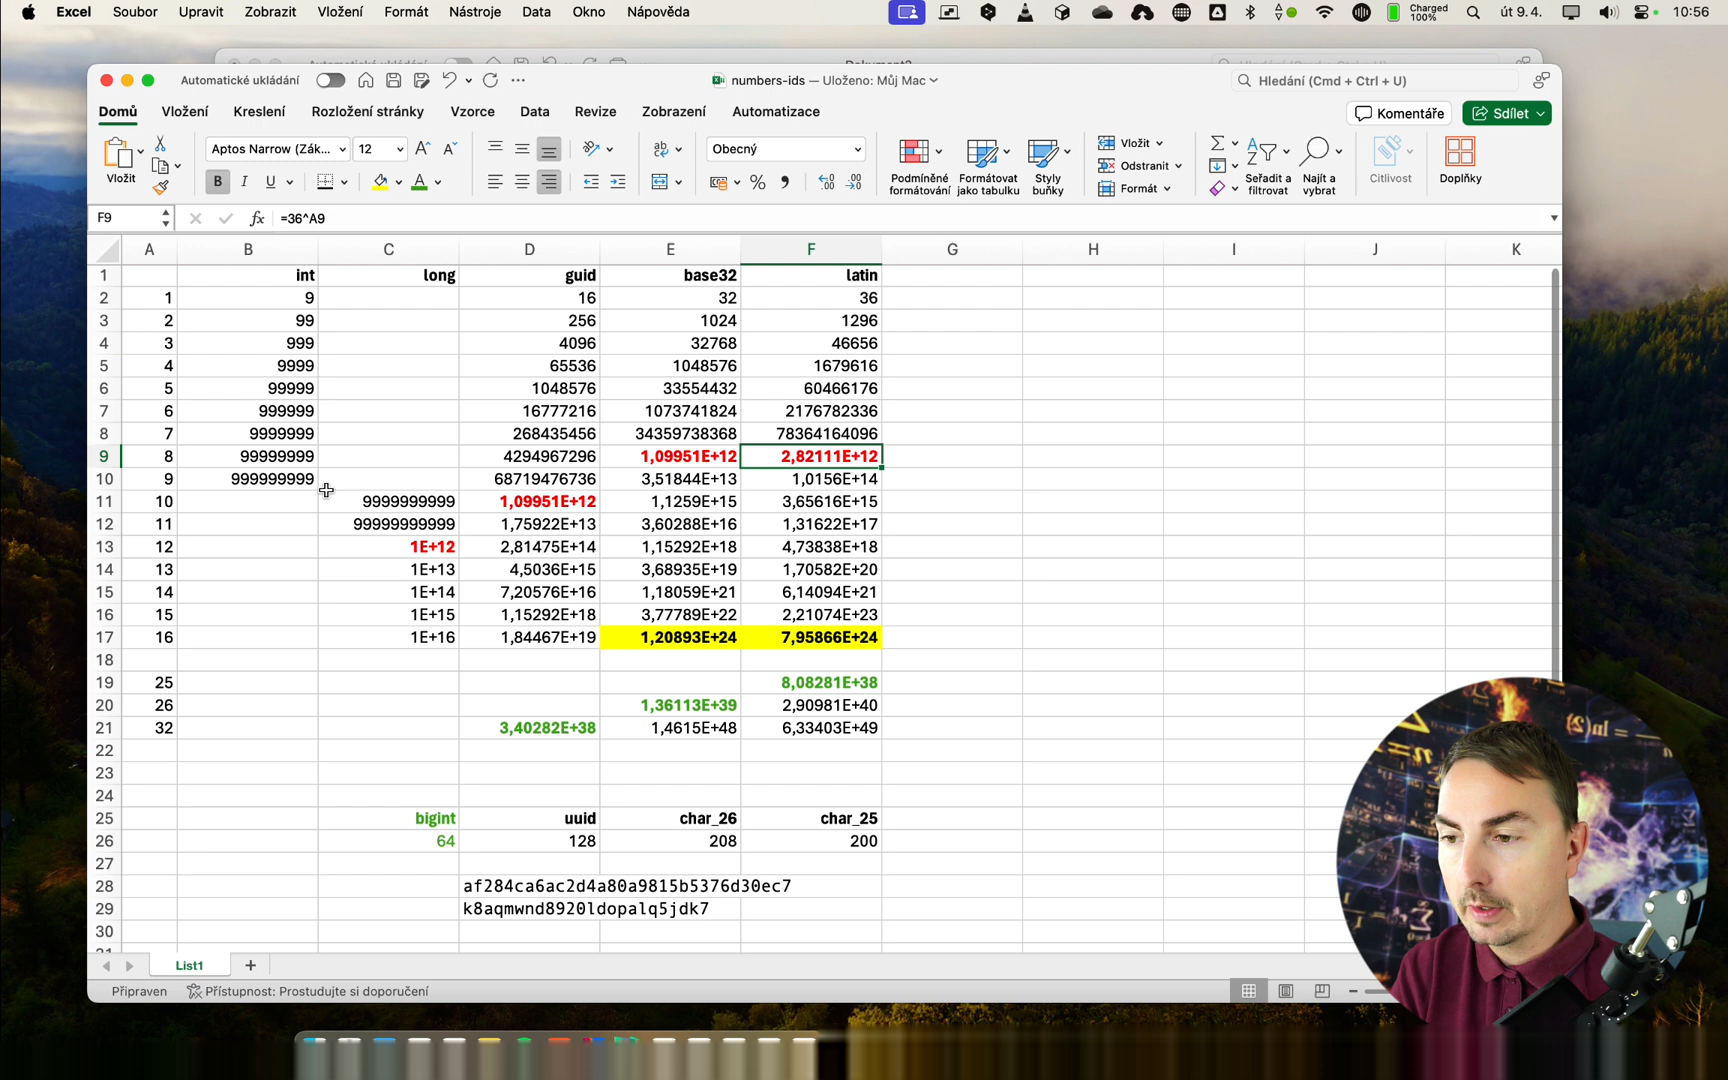 Excel Soubor Upravit Zobrazit Vložení Formát Nástroje Data Okno Nápověda Charged 100% út 9. 4. 10:56
Automatické ukládání numbers-ids — Uloženo: Můj Mac Hledání (Cmd + Ctrl + U)
Domů Vložení Kreslení Rozložení stránky Vzorce Data Revize Zobrazení Automatizace Komentáře Sdílet
Vložit Aptos Narrow (Zák... 12 Obecný
Podmíněné formátování Formátovat jako tabulku Styly buňky Vložit Odstranit Formát Seřadit a filtrovat Najít a vybrat Citlivost Doplňky
F9 fx =36^A9
A B C D E F G H I J K
1 int long guid base32 latin
2 1 9 16 32 36
3 2 99 256 1024 1296
4 3 999 4096 32768 46656
5 4 9999 65536 1048576 1679616
6 5 99999 1048576 33554432 60466176
7 6 999999 16777216 1073741824 2176782336
8 7 9999999 268435456 34359738368 78364164096
9 8 99999999 4294967296 1,09951E+12 2,82111E+12
10 9 999999999 68719476736 3,51844E+13 1,0156E+14
11 10 9999999999 1,09951E+12 1,1259E+15 3,65616E+15
12 11 99999999999 1,75922E+13 3,60288E+16 1,31622E+17
13 12 1E+12 2,81475E+14 1,15292E+18 4,73838E+18
14 13 1E+13 4,5036E+15 3,68935E+19 1,70582E+20
15 14 1E+14 7,20576E+16 1,18059E+21 6,14094E+21
16 15 1E+15 1,15292E+18 3,77789E+22 2,21074E+23
17 16 1E+16 1,84467E+19 1,20893E+24 7,95866E+24
18
19 25 8,08281E+38
20 26 1,36113E+39 2,90981E+40
21 32 3,40282E+38 1,4615E+48 6,33403E+49
22
23
24
25 bigint uuid char_26 char_25
26 64 128 208 200
27
28 af284ca6ac2d4a80a9815b5376d30ec7
29 k8aqmwnd8920ldopalq5jdk7
30
List1 +
Připraven Přístupnost: Prostudujte si doporučení